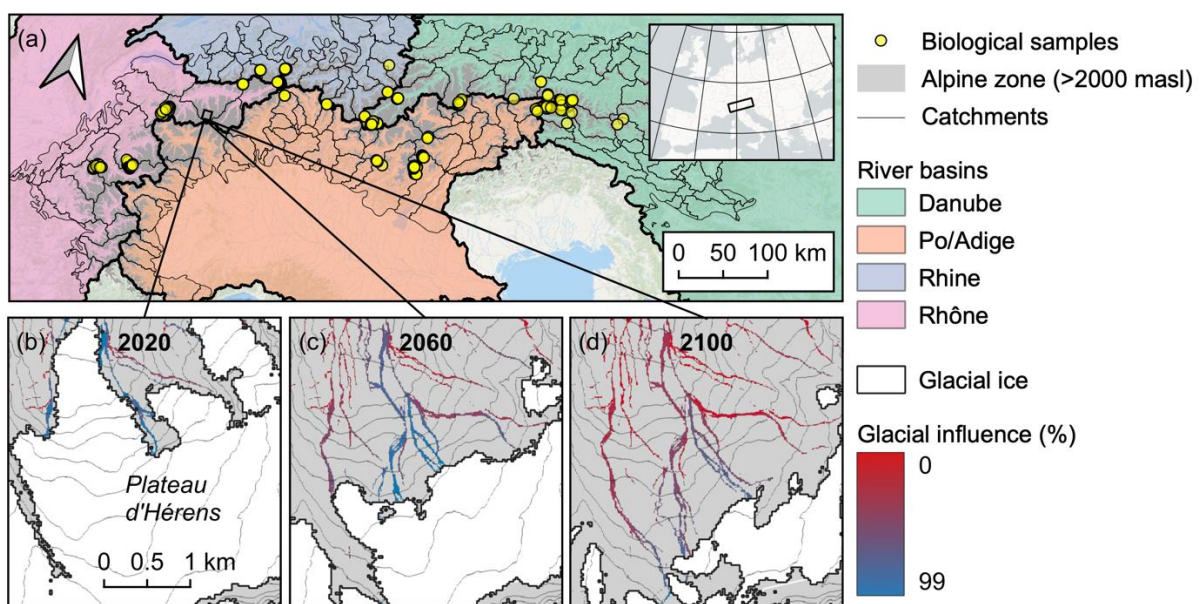 (a)
0 50 100 km
Biological samples
Alpine zone (>2000 masl)
Catchments
River basins
Danube
Po/Adige
Rhine
Rhône
Glacial ice
Glacial influence (%)
0
99
(b) 2020
Plateau
d'Hérens
0 0.5 1 km
(c) 2060
(d) 2100